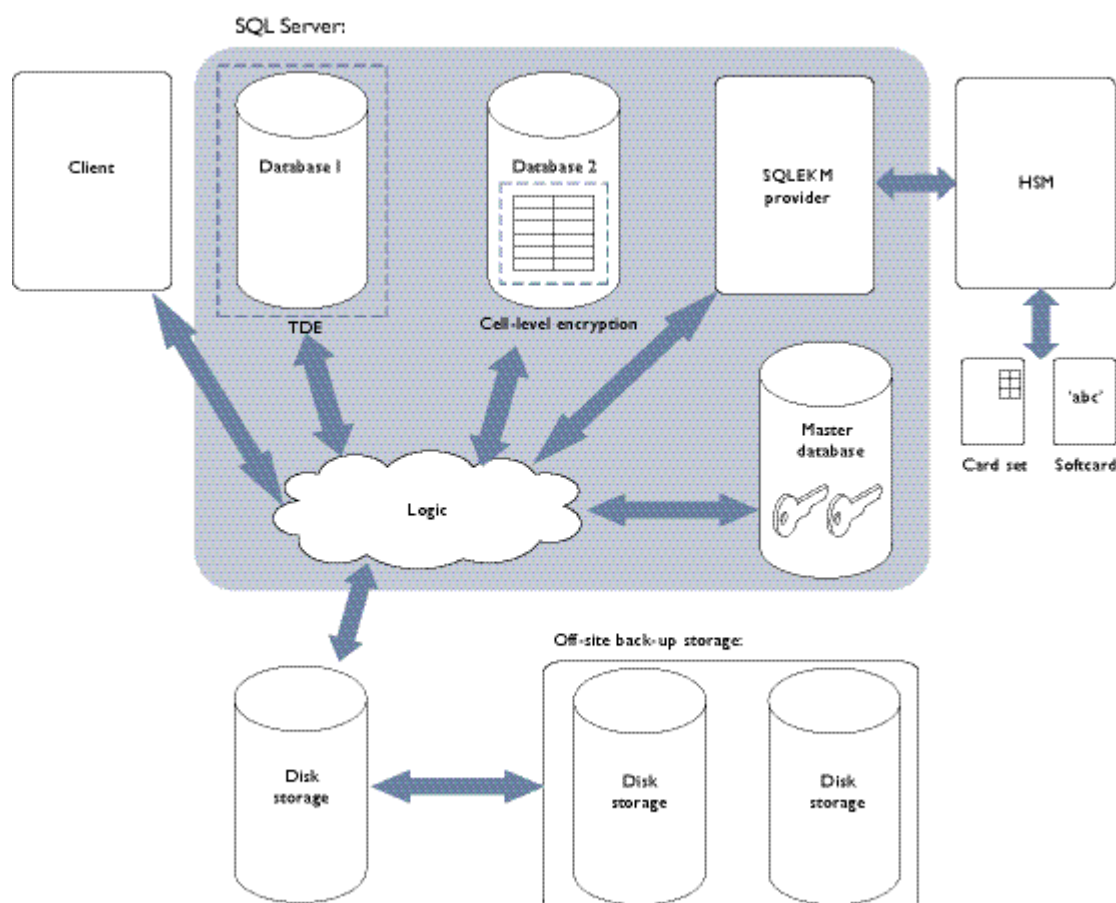 SQL Server:
Client
Database 1
Database 2
SQLEKM
provider
HSM
TDE
Cell-level encryption
Master
database
'abc'
Card set
Softcard
Logic
Off-site back-up storage:
Disk
storage
Disk
storage
Disk
storage